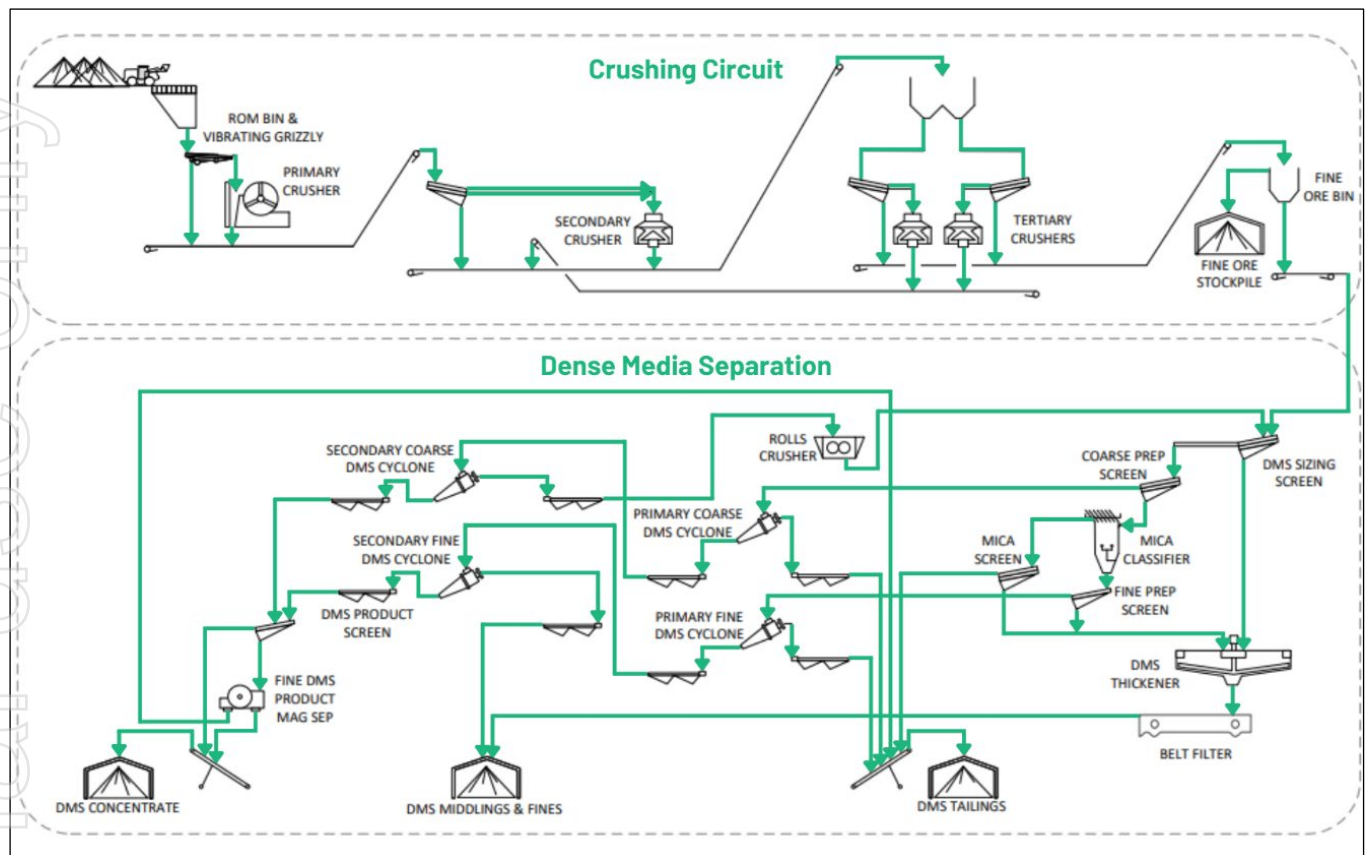 Crushing Circuit
ROM BIN &
VIBRATING GRIZZLY
PRIMARY
CRUSHER
SECONDARY
CRUSHER
TERTIARY
CRUSHERS
FINE
ORE BIN
FINE ORE
STOCKPILE
Dense Media Separation
SECONDARY COARSE
DMS CYCLONE
ROLLS
CRUSHER
COARSE PREP
SCREEN
DMS SIZING
SCREEN
PRIMARY COARSE
DMS CYCLONE
SECONDARY FINE
DMS CYCLONE
MICA
SCREEN
MICA
CLASSIFIER
DMS PRODUCT
SCREEN
PRIMARY FINE
DMS CYCLONE
FINE PREP
SCREEN
FINE DMS
PRODUCT
MAG SEP
DMS
THICKENER
BELT FILTER
DMS CONCENTRATE
DMS MIDDLINGS & FINES
DMS TAILINGS